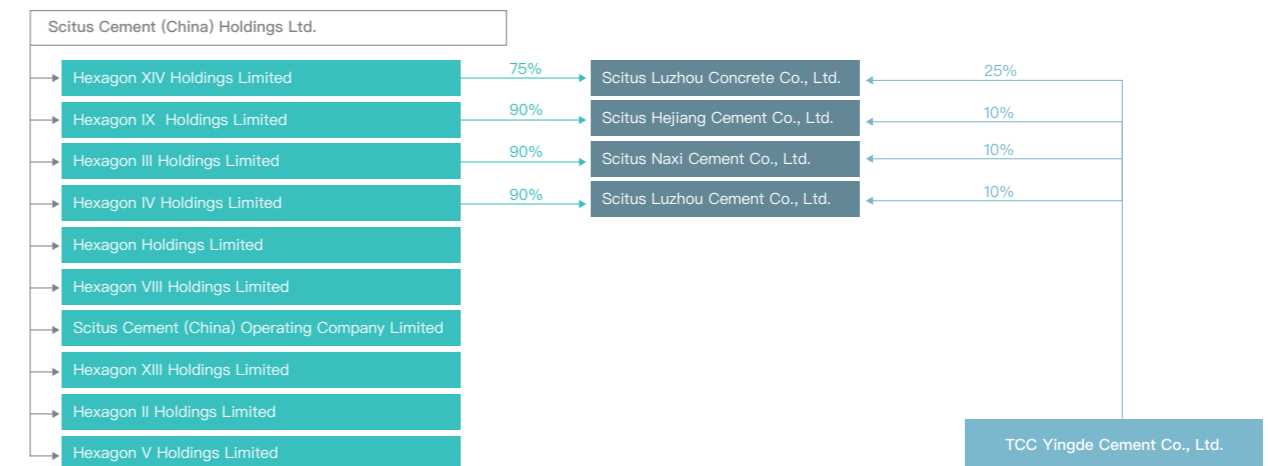 Scitus Cement (China) Holdings Ltd.
Hexagon XIV Holdings Limited
75%
Scitus Luzhou Concrete Co., Ltd.
25%
Hexagon IX Holdings Limited
90%
Scitus Hejiang Cement Co., Ltd.
10%
Hexagon III Holdings Limited
90%
Scitus Naxi Cement Co., Ltd.
10%
Hexagon IV Holdings Limited
90%
Scitus Luzhou Cement Co., Ltd.
10%
Hexagon Holdings Limited
Hexagon VIII Holdings Limited
Scitus Cement (China) Operating Company Limited
Hexagon XIII Holdings Limited
Hexagon II Holdings Limited
Hexagon V Holdings Limited
TCC Yingde Cement Co., Ltd.